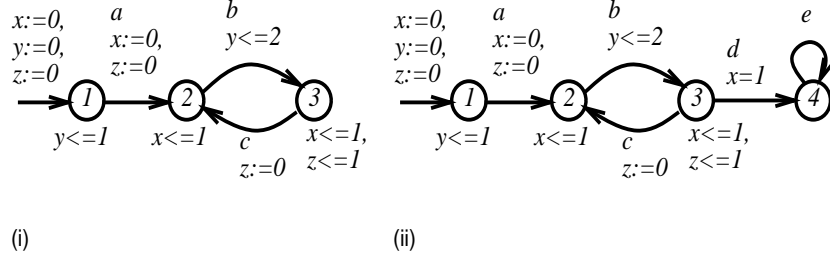 x:=0,
y:=0,
z:=0
a
x:=0,
z:=0
b
y<=2
1
2
3
y<=1
x<=1
c
z:=0
x<=1,
z<=1
(i)
x:=0,
y:=0,
z:=0
a
x:=0,
z:=0
b
y<=2
d
x=1
e
1
2
3
4
y<=1
x<=1
c
z:=0
x<=1,
z<=1
(ii)